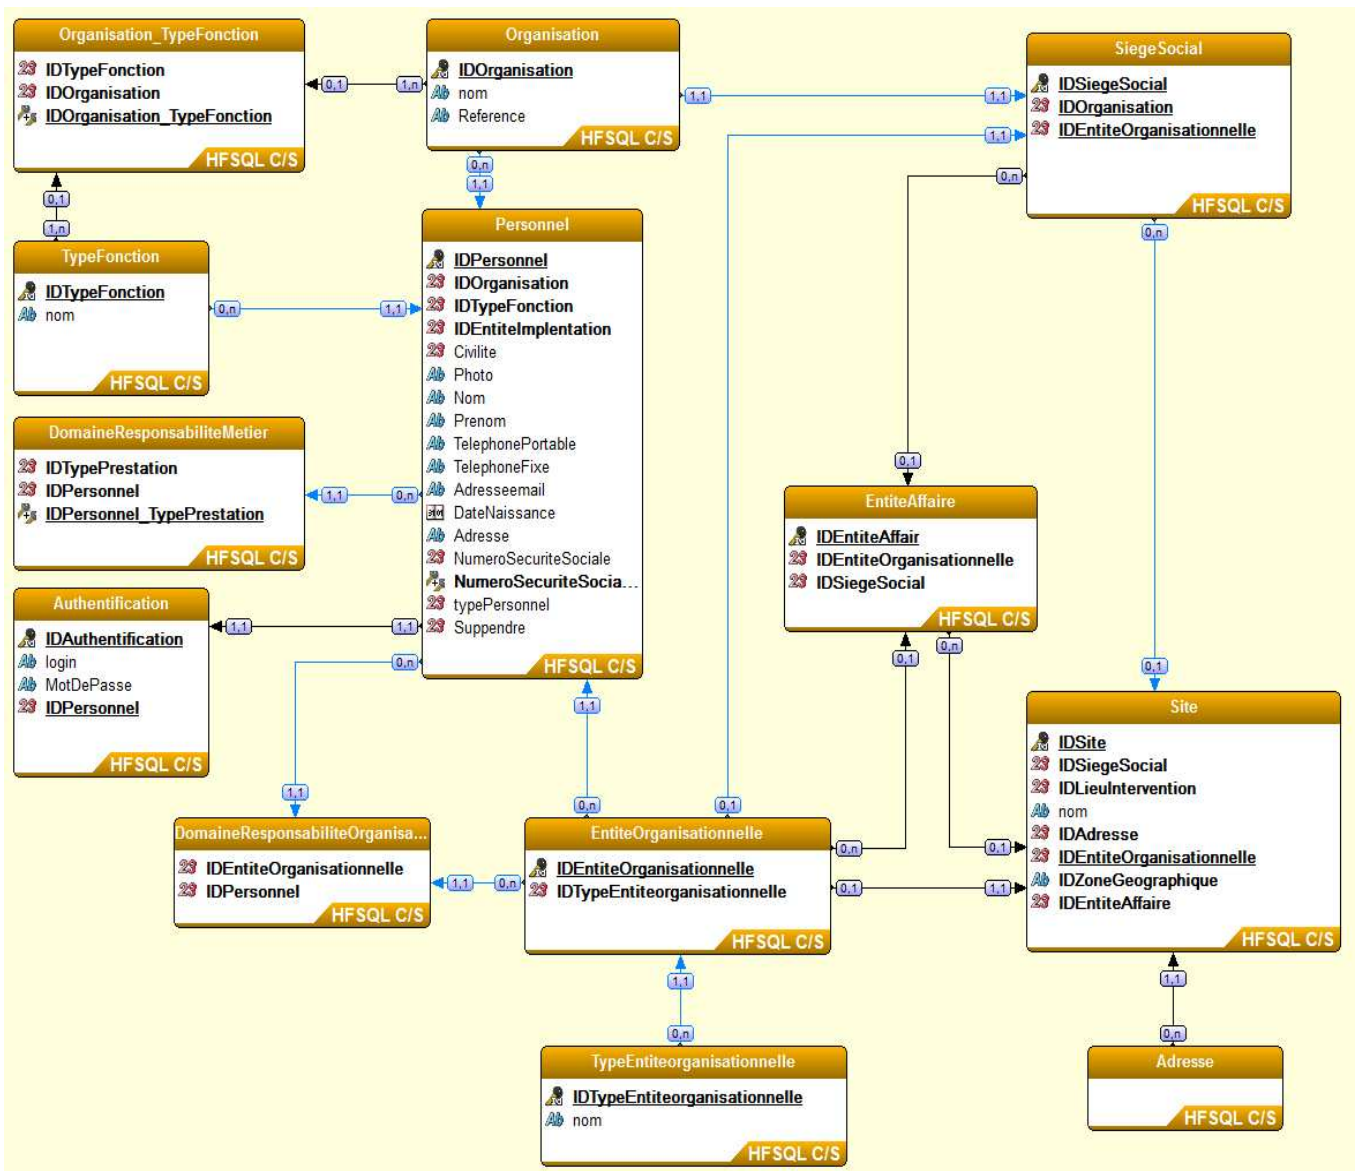 Organisation_TypeFonction
IDTypeFonction
IDOrganisation
IDOrganisation_TypeFonction
HFSQL C/S
0,1
1,n
Organisation
IDOrganisation
nom
Reference
HFSQL C/S
1,1
1,1
SiegeSocial
IDSiegeSocial
IDOrganisation
IDEntiteOrganisationnelle
HFSQL C/S
1,1
0,n
0,n
0,n
1,1
0,1
1,n
TypeFonction
IDTypeFonction
nom
HFSQL C/S
0,n
1,1
Personnel
IDPersonnel
IDOrganisation
IDTypeFonction
IDEntiteImplentation
Civilite
Photo
Nom
Prenom
TelephonePortable
TelephoneFixe
Adresseemail
DateNaissance
Adresse
NumeroSecuriteSociale
NumeroSecuriteSocia...
typePersonnel
Suppendre
HFSQL C/S
DomaineResponsabiliteMetier
IDTypePrestation
IDPersonnel
IDPersonnel_TypePrestation
HFSQL C/S
1,1
0,n
0,1
EntiteAffaire
IDEntiteAffair
IDEntiteOrganisationnelle
IDSiegeSocial
HFSQL C/S
0,1
0,n
Authentification
IDAuthentification
login
MotDePasse
IDPersonnel
HFSQL C/S
1,1
1,1
0,n
1,1
0,1
Site
IDSite
IDSiegeSocial
IDLieuIntervention
nom
IDAdresse
IDEntiteOrganisationnelle
IDZoneGeographique
IDEntiteAffaire
HFSQL C/S
1,1
0,n
0,1
DomaineResponsabiliteOrganisa...
IDEntiteOrganisationnelle
IDPersonnel
HFSQL C/S
1,1
0,n
EntiteOrganisationnelle
IDEntiteOrganisationnelle
IDTypeEntiteorganisationnelle
HFSQL C/S
0,n
0,1
0,1
1,1
1,1
0,n
TypeEntiteorganisationnelle
IDTypeEntiteorganisationnelle
nom
HFSQL C/S
1,1
0,n
Adresse
HFSQL C/S